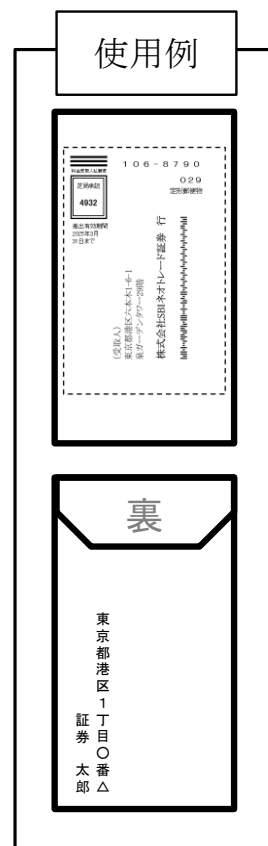 使用例
106-8790
029
定形郵便物
料金受取人払郵便
芝局承認
4932
差出有効期間
2025年3月
31日まで
(受取人)
東京都港区六本木1-6-1
泉ガーデンタワー29階
株式会社SBIネオトレード証券 行
裏
東京都港区1丁目〇番△
証券 太郎